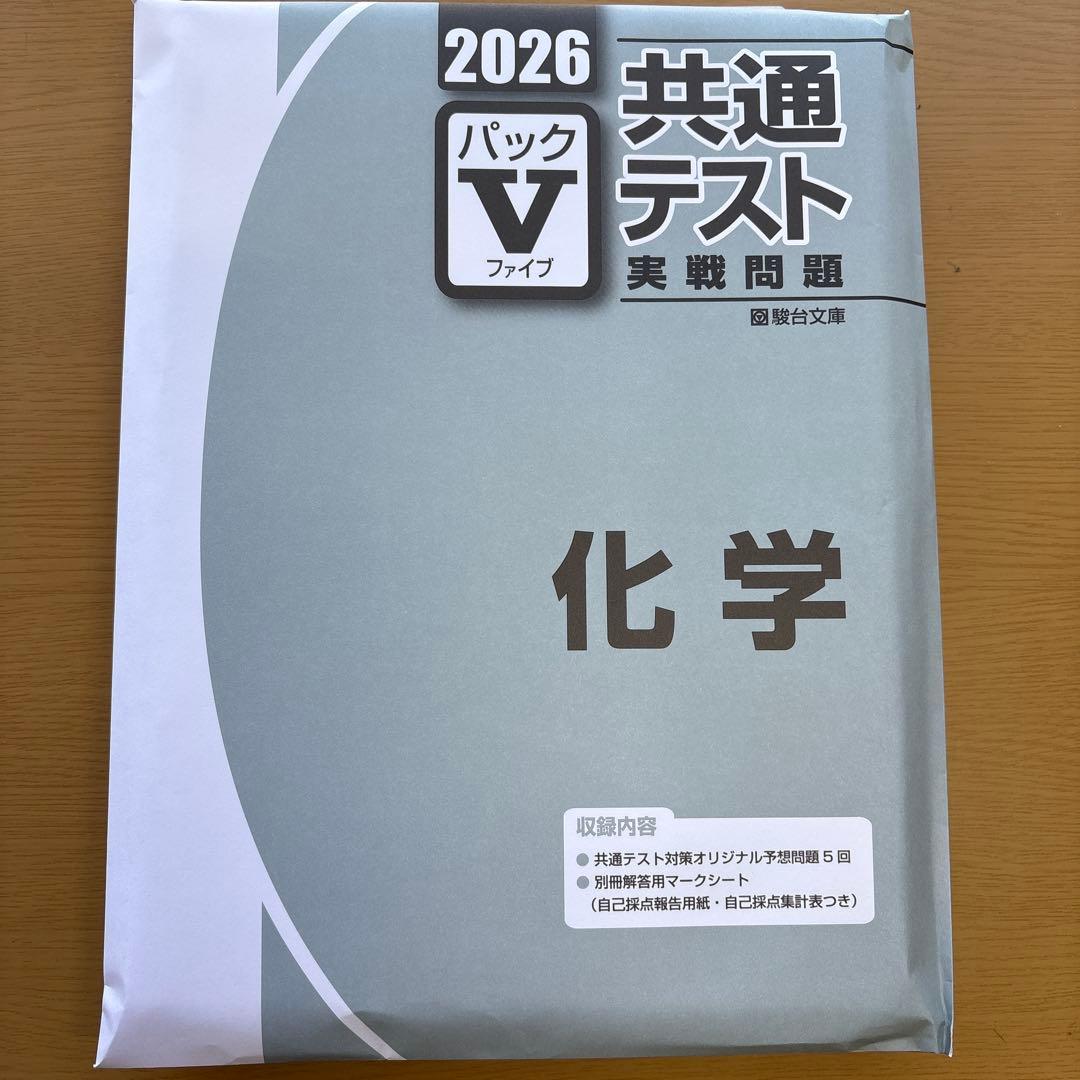 2026
パック
V
ファイブ
共通
テスト
実戦問題
駿台文庫
化学
収録内容
● 共通テスト対策オリジナル予想問題5回
● 別冊解答用マークシート
（自己採点報告用紙・自己採点集計表つき）